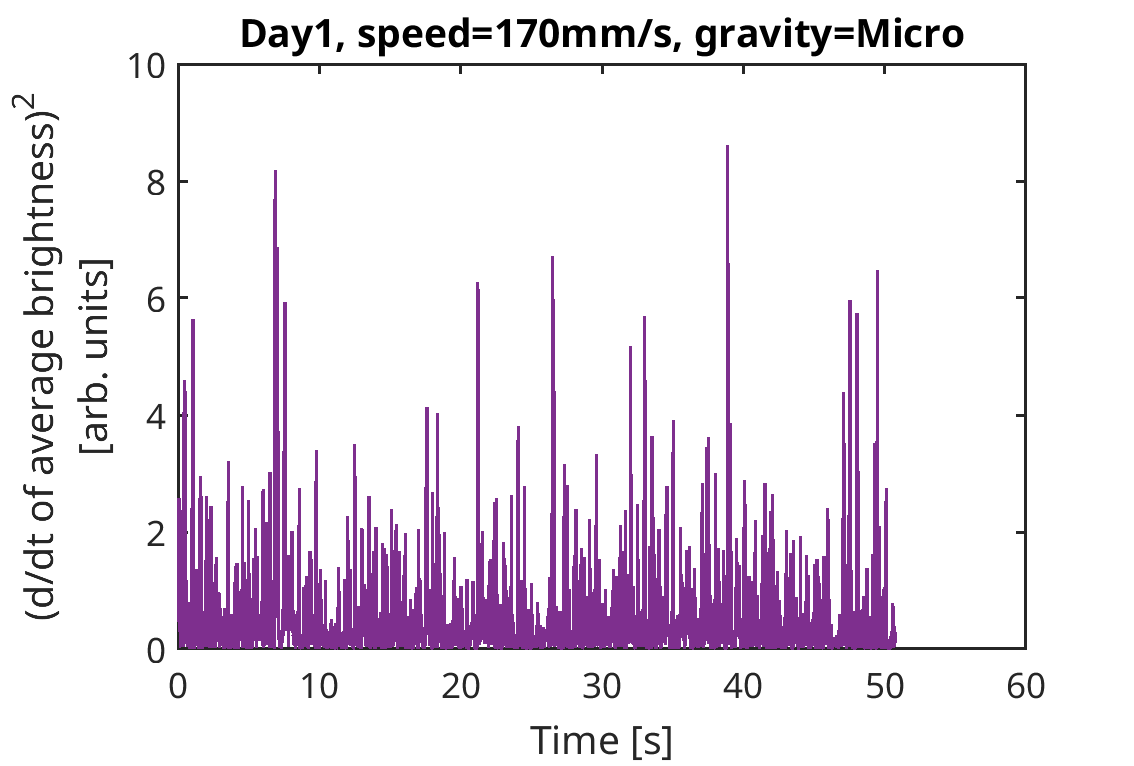 Day1, speed=170mm/s, gravity=Micro
(d/dt of average brightness)²
[arb. units]
10
8
6
4
2
0
0 10 20 30 40 50 60
Time [s]